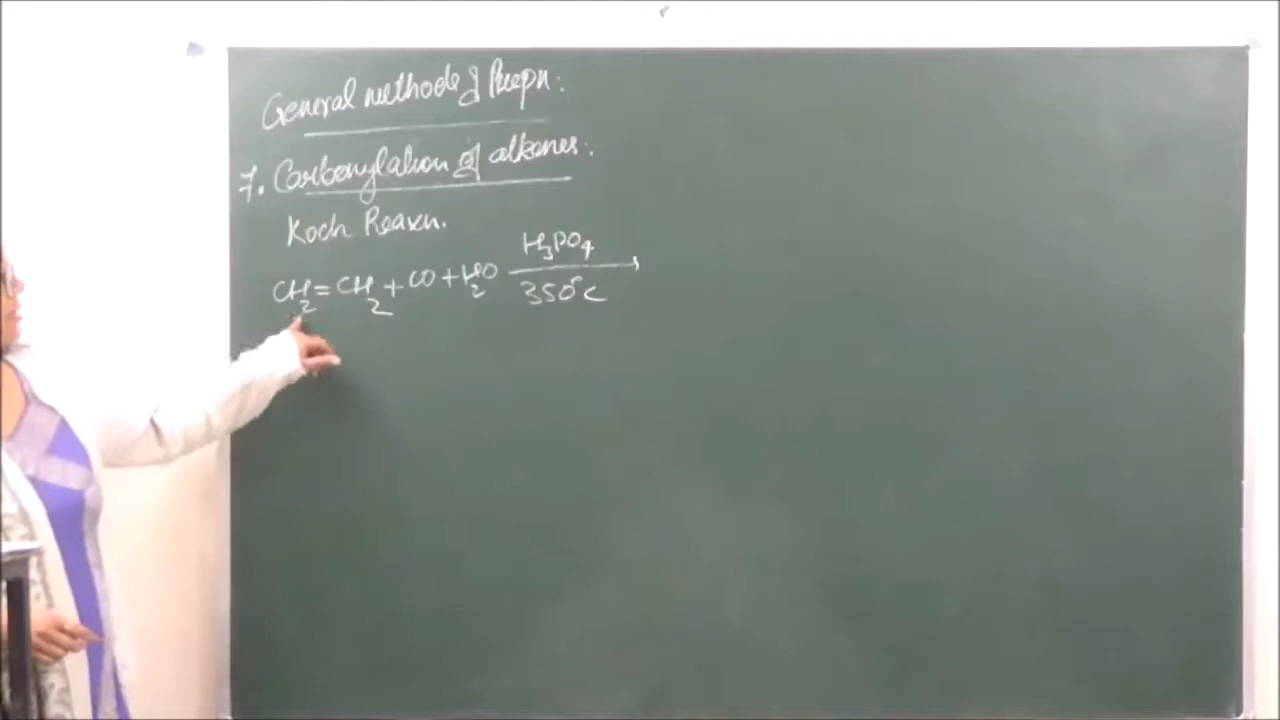 General methods of Prepn:
7. Carbonylation of alkenes:
Koch Reaxn.
CH₂=CH₂+CO+H₂O H₃PO₄ →
350°C